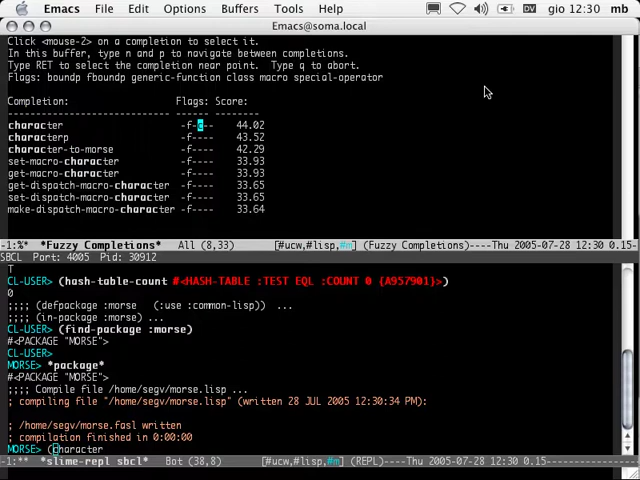 Emacs File Options Buffers Tools Help gio 12:30 mb
Emacs@soma.local
Click <mouse-2> on a completion to select it.
In this buffer, type n and p to navigate between completions.
Type RET to select the completion near point. Type q to abort.
Flags: boundp fboundp generic-function class macro special-operator
Completion: Flags: Score:
------------------------------ ------ --------
character -f-c-- 44.02
characterp -f---- 43.52
character-to-morse -f---- 42.29
set-macro-character -f---- 33.93
get-macro-character -f---- 33.93
get-dispatch-macro-character -f---- 33.65
set-dispatch-macro-character -f---- 33.65
make-dispatch-macro-character -f---- 33.64
-1:%* *Fuzzy Completions* All (8,33) [#ucw,#lisp,#m] (Fuzzy Completions)----Thu 2005-07-28 12:30 0.15-
SBCL Port: 4005 Pid: 30912
T
CL-USER> (hash-table-count #<HASH-TABLE :TEST EQL :COUNT 0 {A957901}>)
0
;;;; (defpackage :morse (:use :common-lisp)) ...
;;;; (in-package :morse) ...
CL-USER> (find-package :morse)
#<PACKAGE "MORSE">
CL-USER>
MORSE> *package*
#<PACKAGE "MORSE">
;;;; Compile file /home/segv/morse.lisp ...
; compiling file "/home/segv/morse.lisp" (written 28 JUL 2005 12:30:34 PM):
; /home/segv/morse.fasl written
; compilation finished in 0:00:00
MORSE> (character
-1:** *slime-repl sbcl* Bot (38,8) [#ucw,#lisp,#m] (REPL)----Thu 2005-07-28 12:30 0.15--